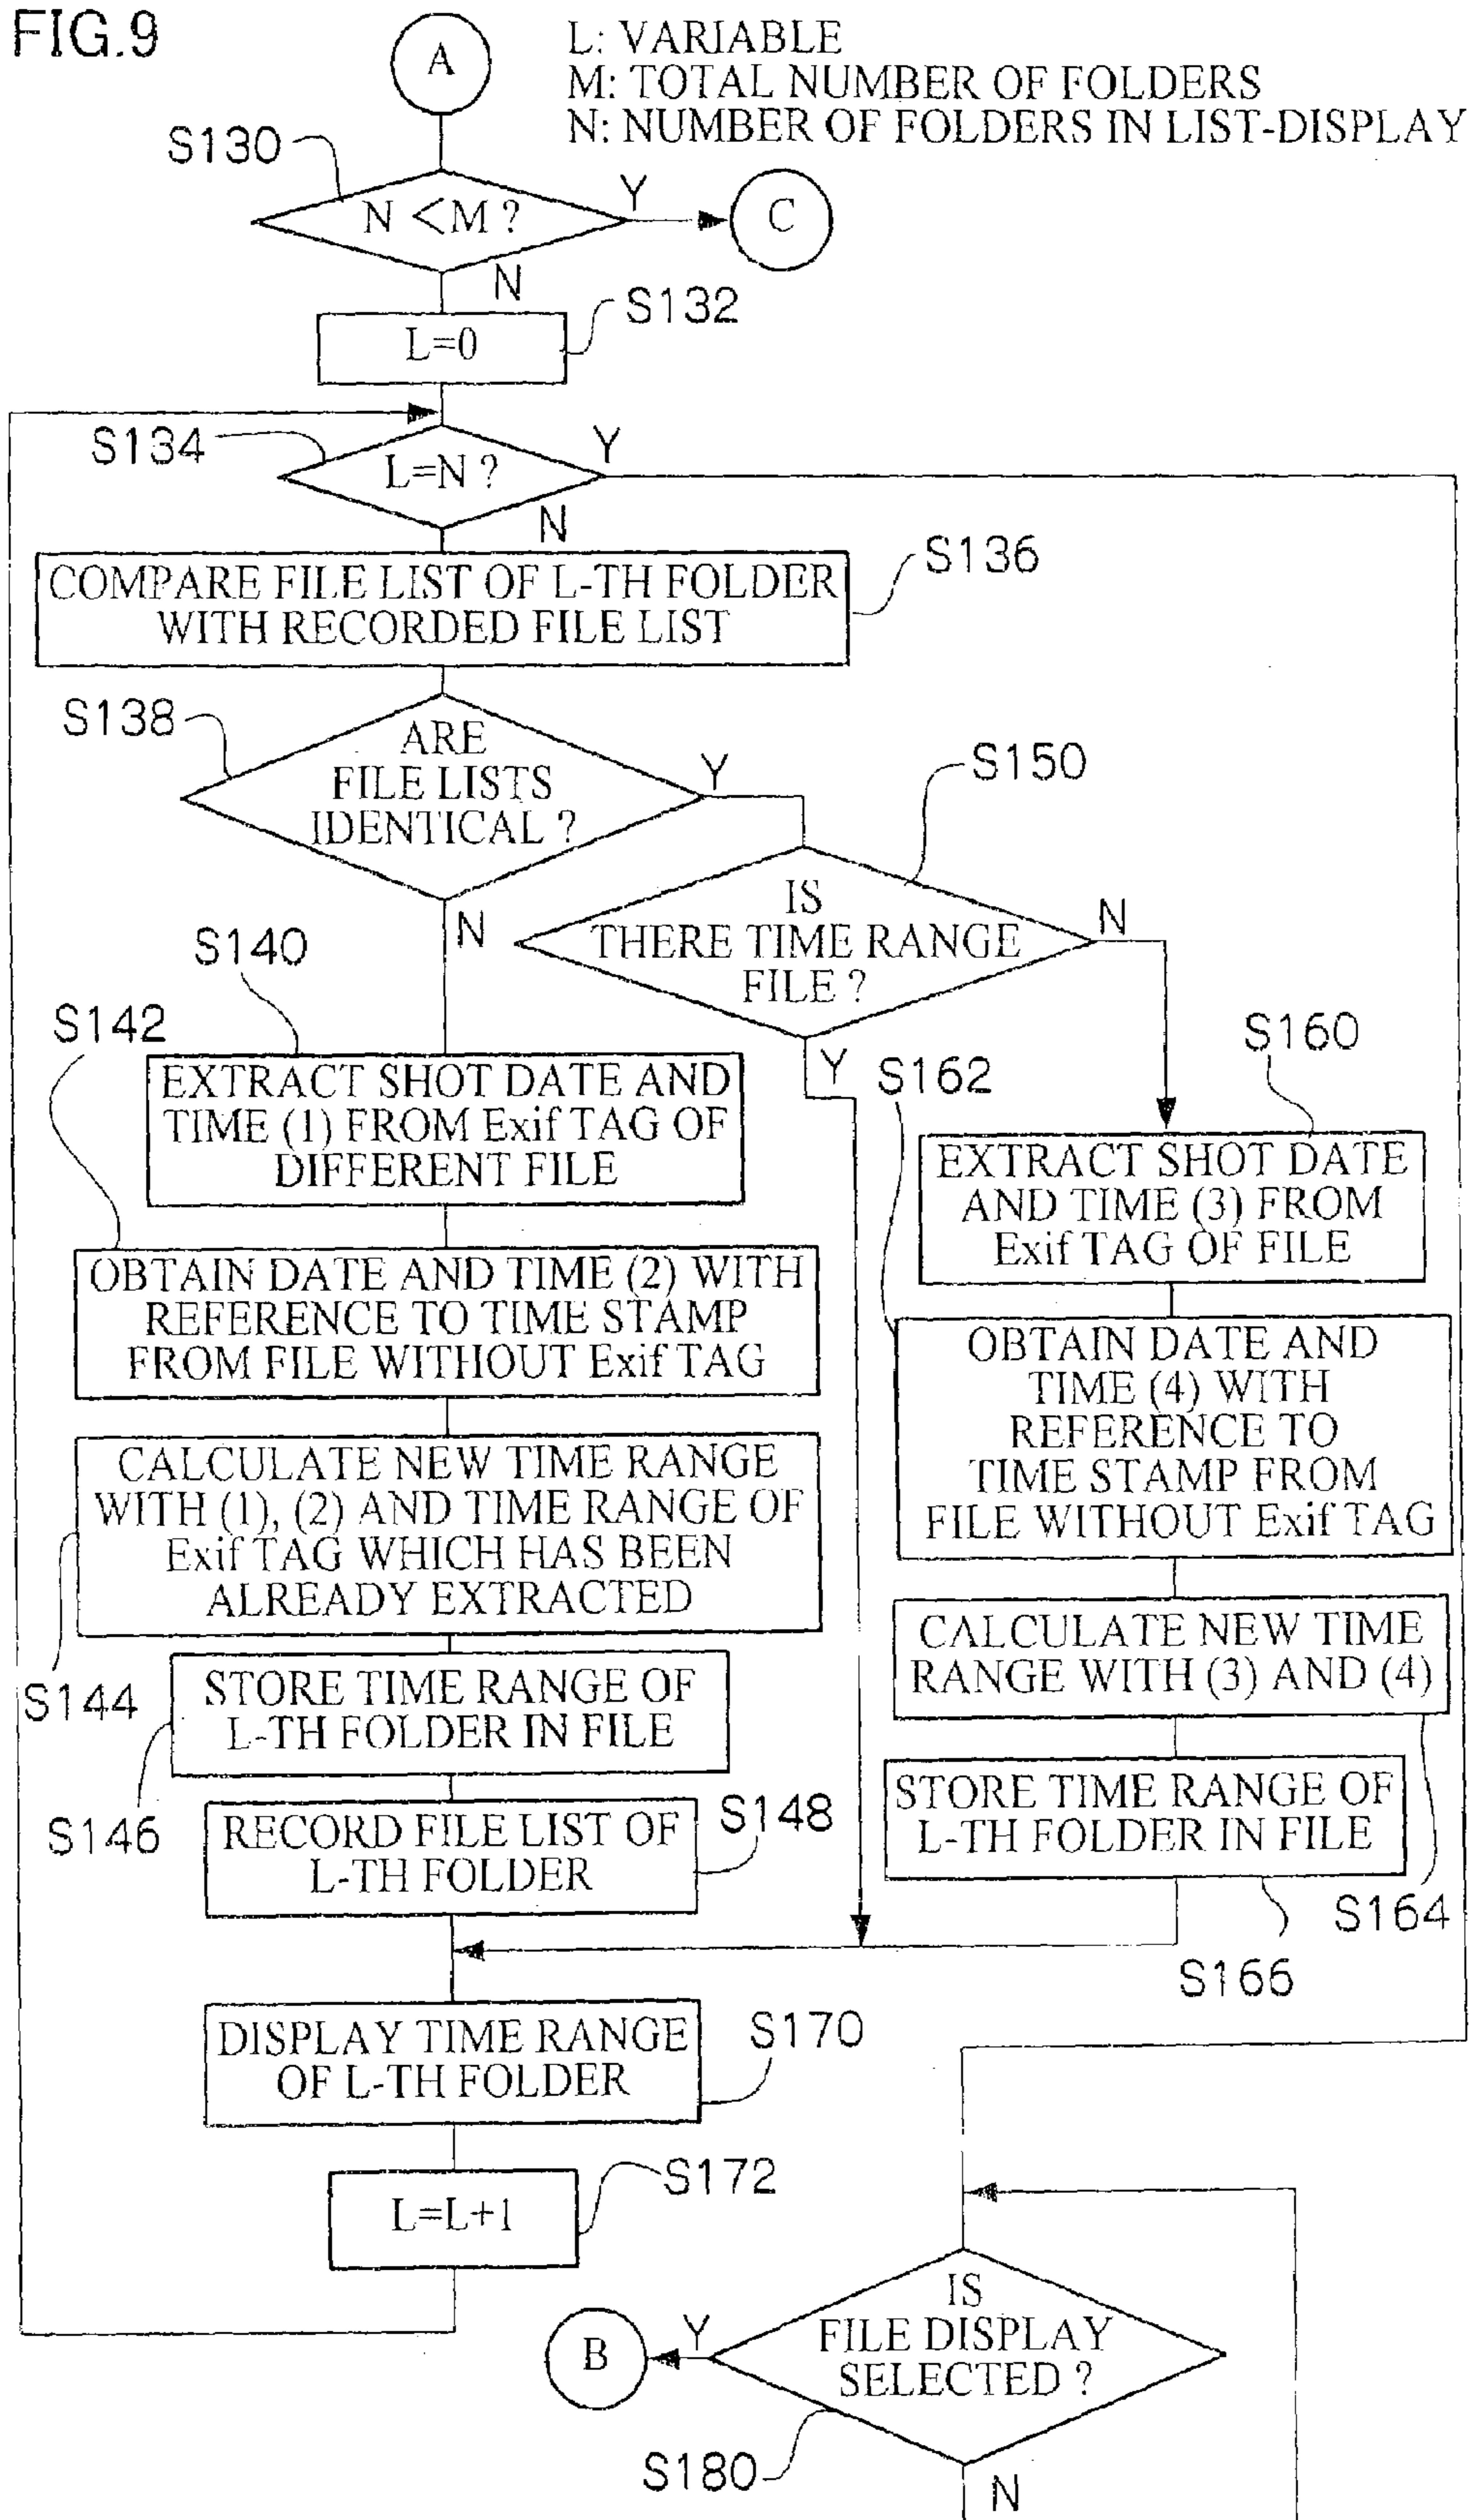 FIG.9
A
L: VARIABLE
M: TOTAL NUMBER OF FOLDERS
N: NUMBER OF FOLDERS IN LIST-DISPLAY
S130
N <M ?
Y
C
N
S132
L=0
S134
L=N ?
Y
N
COMPARE FILE LIST OF L-TH FOLDER
WITH RECORDED FILE LIST
S136
S138
ARE
FILE LISTS
IDENTICAL ?
Y
S150
N
IS
THERE TIME RANGE
FILE ?
N
Y
S140
S142
EXTRACT SHOT DATE AND
TIME (1) FROM Exif TAG OF
DIFFERENT FILE
S162
S160
EXTRACT SHOT DATE
AND TIME (3) FROM
Exif TAG OF FILE
OBTAIN DATE AND TIME (2) WITH
REFERENCE TO TIME STAMP
FROM FILE WITHOUT Exif TAG
OBTAIN DATE AND
TIME (4) WITH
REFERENCE TO
TIME STAMP FROM
FILE WITHOUT Exif TAG
CALCULATE NEW TIME RANGE
WITH (1), (2) AND TIME RANGE OF
Exif TAG WHICH HAS BEEN
ALREADY EXTRACTED
CALCULATE NEW TIME
RANGE WITH (3) AND (4)
S144
STORE TIME RANGE OF
L-TH FOLDER IN FILE
S146
STORE TIME RANGE OF
L-TH FOLDER IN FILE
RECORD FILE LIST OF
L-TH FOLDER
S148
S164
S166
DISPLAY TIME RANGE
OF L-TH FOLDER
S170
L=L+1
S172
IS
FILE DISPLAY
SELECTED ?
Y
B
S180
N